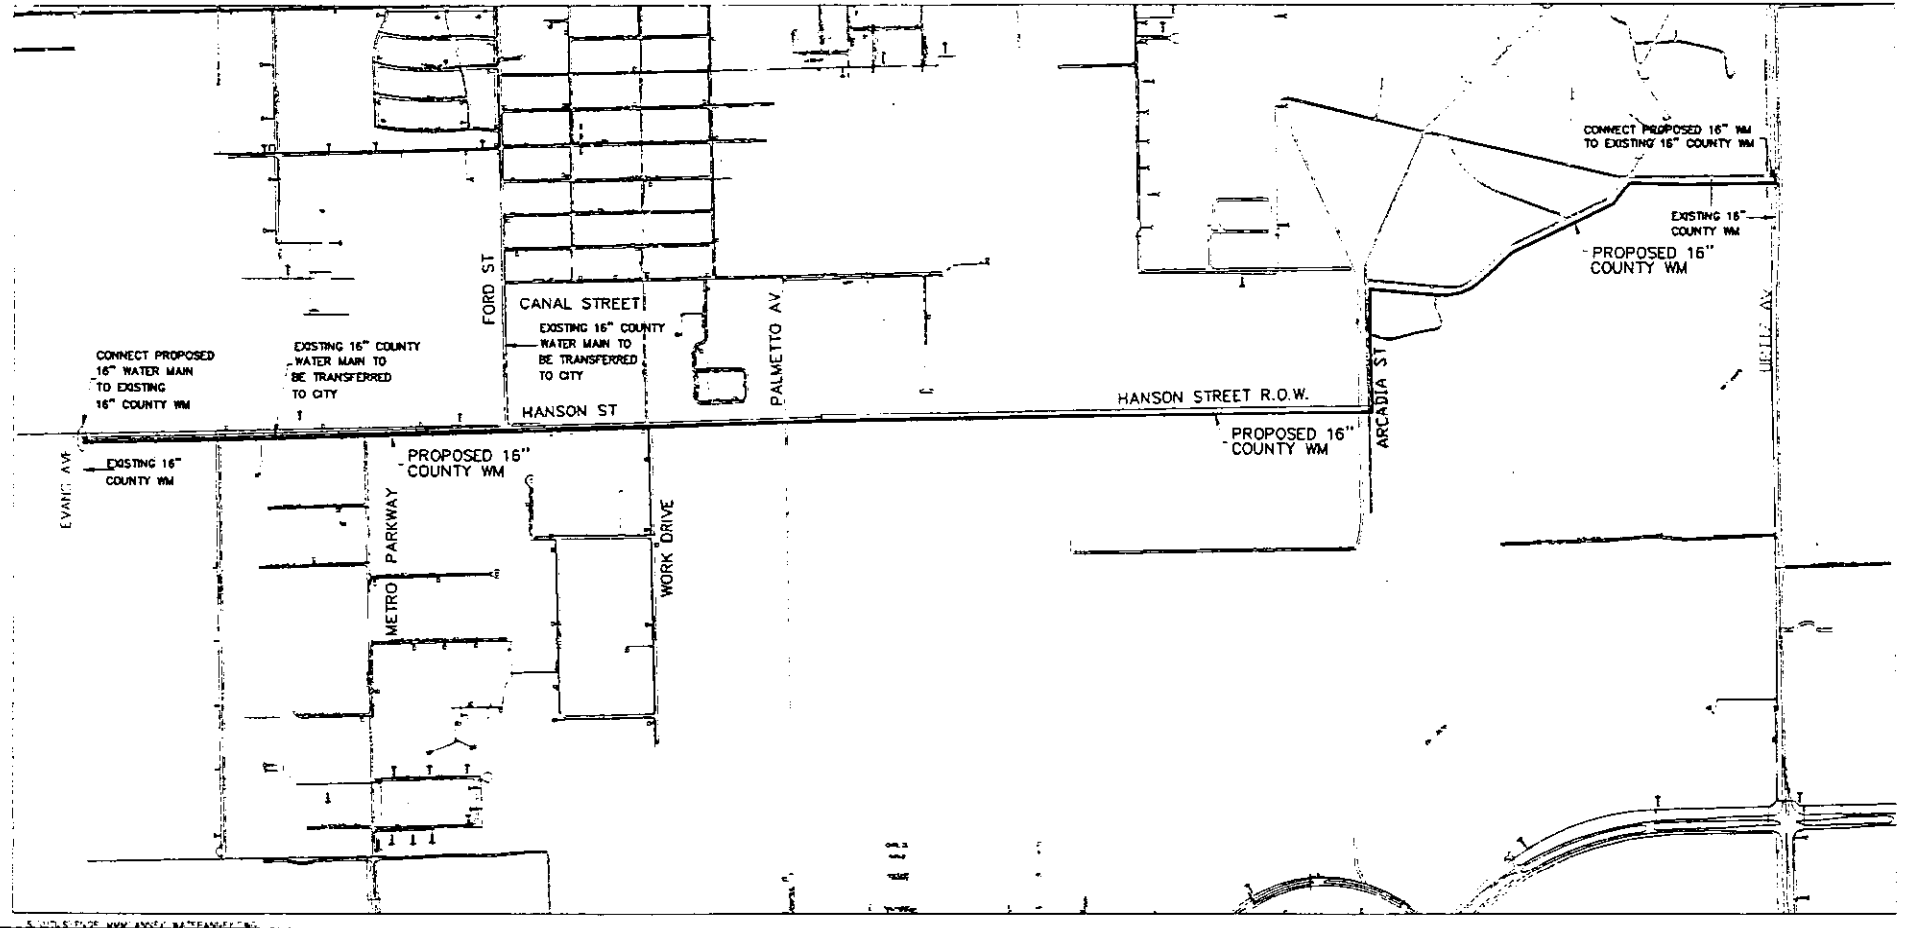 CONNECT PROPOSED 16" WM
TO EXISTING 16" COUNTY WM
EXISTING 16"
COUNTY WM
PROPOSED 16"
COUNTY WM
FORD ST
CANAL STREET
EXISTING 16" COUNTY
WATER MAIN TO
BE TRANSFERRED
TO CITY
PALMETTO AV
EXISTING 16" COUNTY
WATER MAIN TO
BE TRANSFERRED
TO CITY
CONNECT PROPOSED
16" WATER MAIN
TO EXISTING
16" COUNTY WM
HANSON ST
HANSON STREET R.O.W.
ARCADIA ST
PROPOSED 16"
COUNTY WM
PROPOSED 16"
COUNTY WM
EXISTING 16"
COUNTY WM
EVANS AVE
METRO PARKWAY
WORK DRIVE